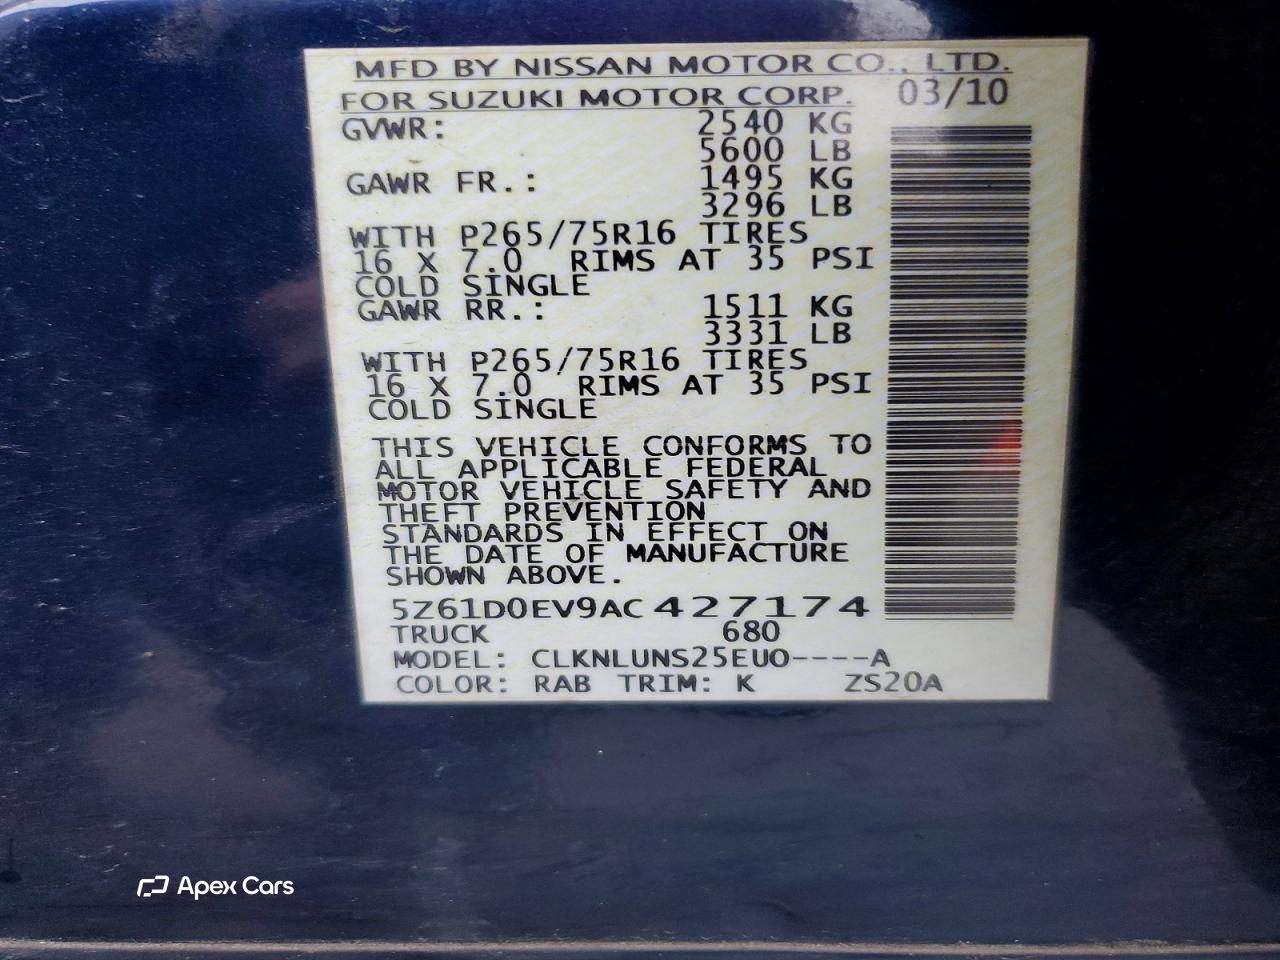 MFD BY NISSAN MOTOR CO., LTD.
FOR SUZUKI MOTOR CORP. 03/10
GVWR: 2540 KG
5600 LB
GAWR FR.: 1495 KG
3296 LB
WITH P265/75R16 TIRES
16 X 7.0 RIMS AT 35 PSI
COLD SINGLE
GAWR RR.: 1511 KG
3331 LB
WITH P265/75R16 TIRES
16 X 7.0 RIMS AT 35 PSI
COLD SINGLE
THIS VEHICLE CONFORMS TO
ALL APPLICABLE FEDERAL
MOTOR VEHICLE SAFETY AND
THEFT PREVENTION
STANDARDS IN EFFECT ON
THE DATE OF MANUFACTURE
SHOWN ABOVE.
5Z61D0EV9AC427174
TRUCK 680
MODEL: CLKNLUNS25EUO----A
COLOR: RAB TRIM: K ZS20A
Apex Cars